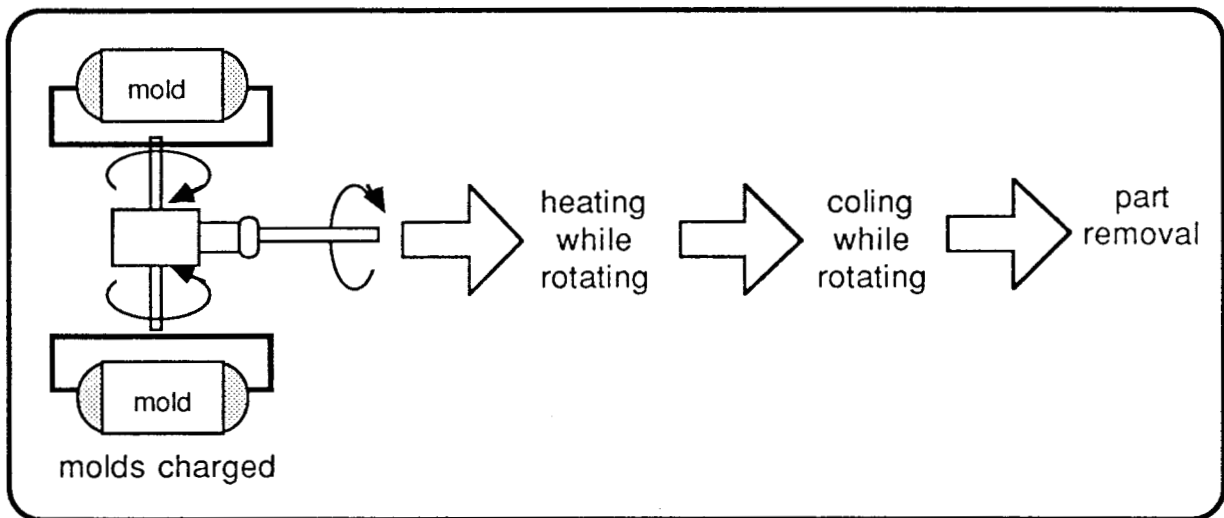 mold
mold
molds charged
heating
while
rotating
coling
while
rotating
part
removal